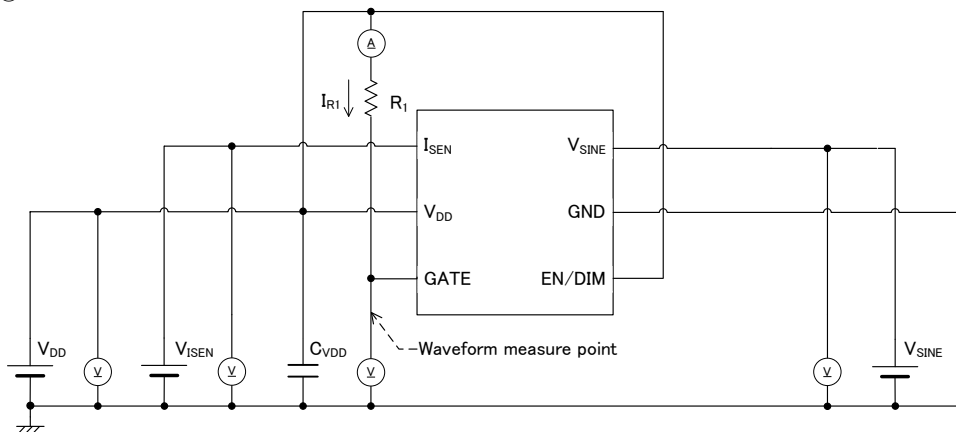 A
I_R1
R_1
I_SEN
V_SINE
V_DD
GND
GATE
EN/DIM
Waveform measure point
V_DD
V
V_ISEN
V
C_VDD
V
V
V_SINE